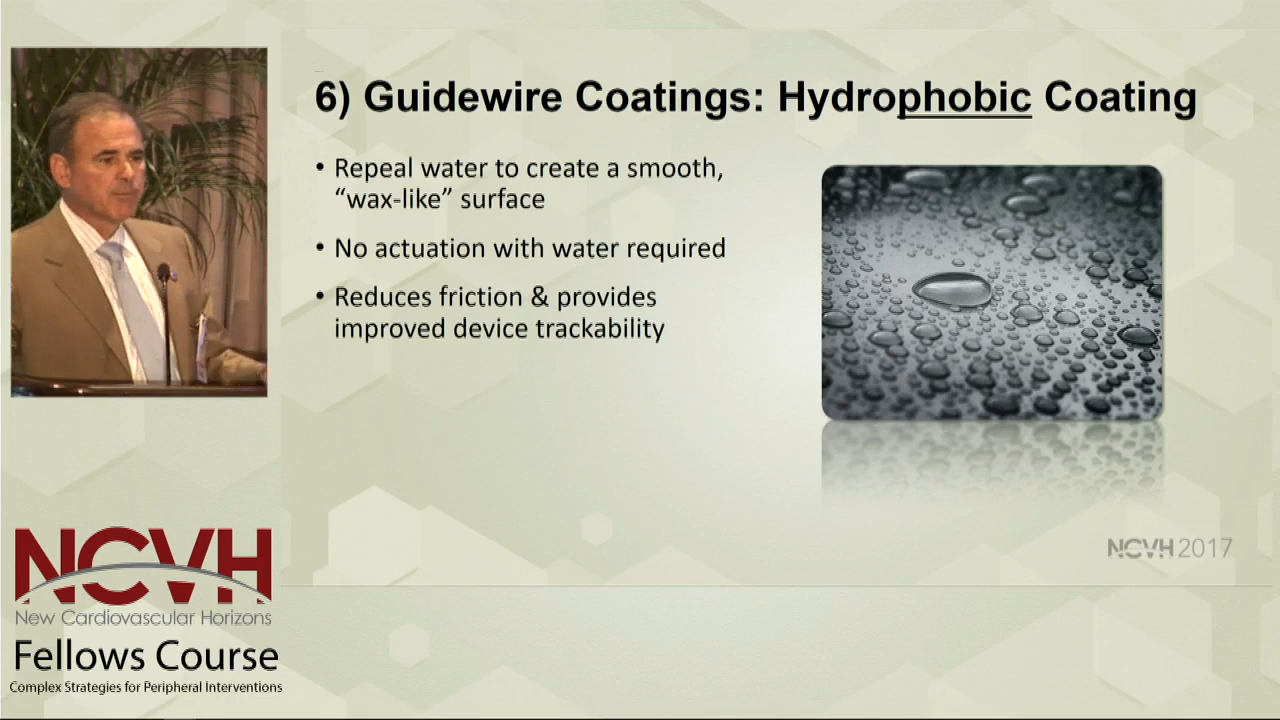 6) Guidewire Coatings: Hydrophobic Coating
• Repeal water to create a smooth,
“wax-like” surface
• No actuation with water required
• Reduces friction & provides
improved device trackability
NCVH 2017
NCVH
New Cardiovascular Horizons
Fellows Course
Complex Strategies for Peripheral Interventions